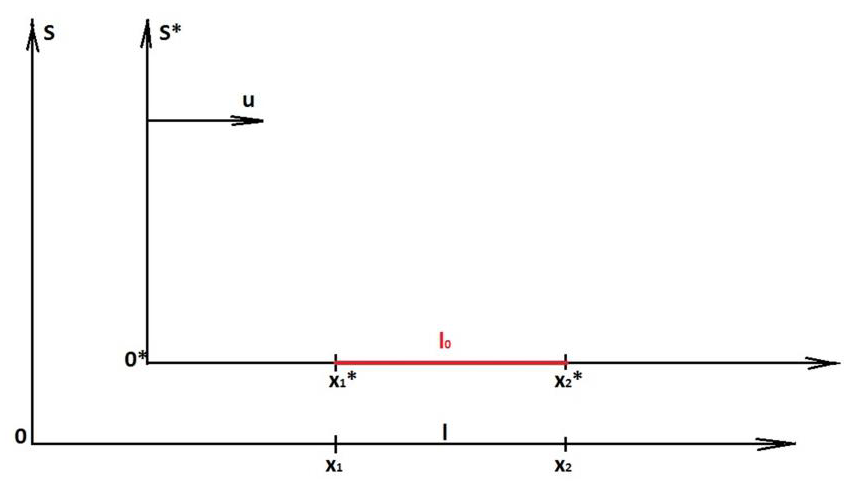 S S*
u
l₀
0*
x₁* x₂*
0 l
x₁ x₂